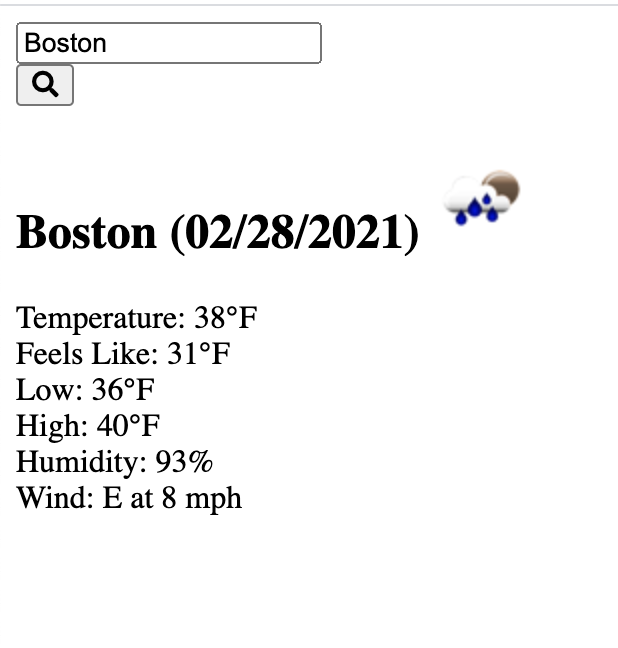 Boston
Boston (02/28/2021)
Temperature: 38°F
Feels Like: 31°F
Low: 36°F
High: 40°F
Humidity: 93%
Wind: E at 8 mph